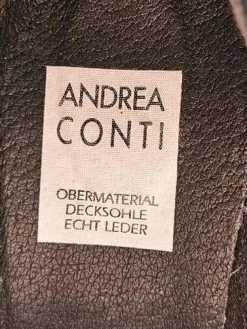 ANDREA
CONTI
OBERMATERIAL
DECKSOHLE
ECHT LEDER